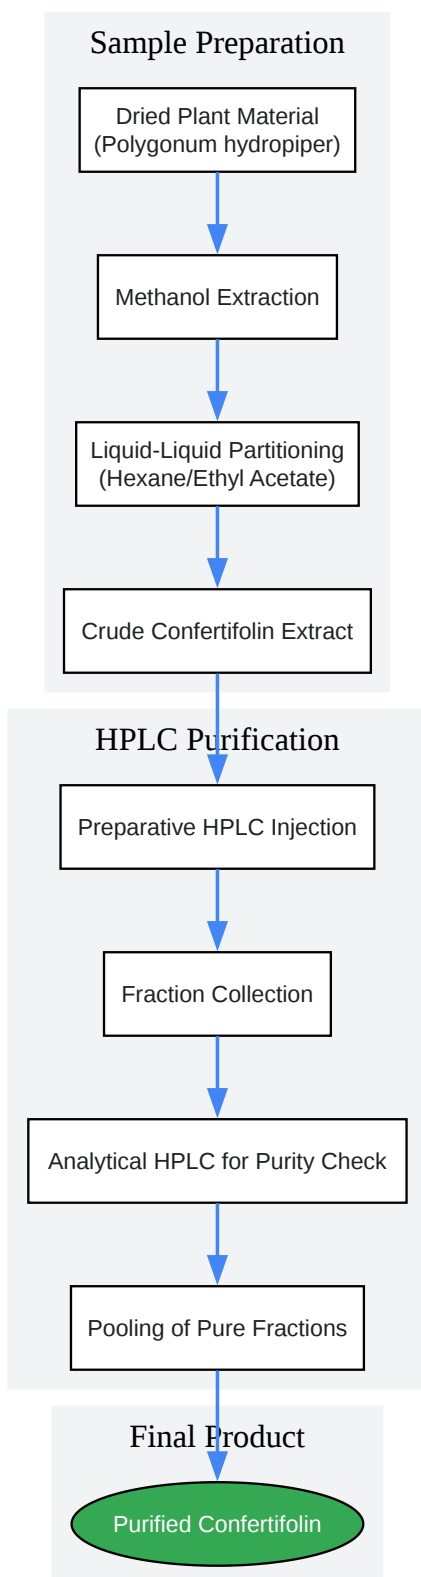 Sample Preparation
Dried Plant Material
(Polygonum hydropiper)
Methanol Extraction
Liquid-Liquid Partitioning
(Hexane/Ethyl Acetate)
Crude Confertifolin Extract
HPLC Purification
Preparative HPLC Injection
Fraction Collection
Analytical HPLC for Purity Check
Pooling of Pure Fractions
Final Product
Purified Confertifolin